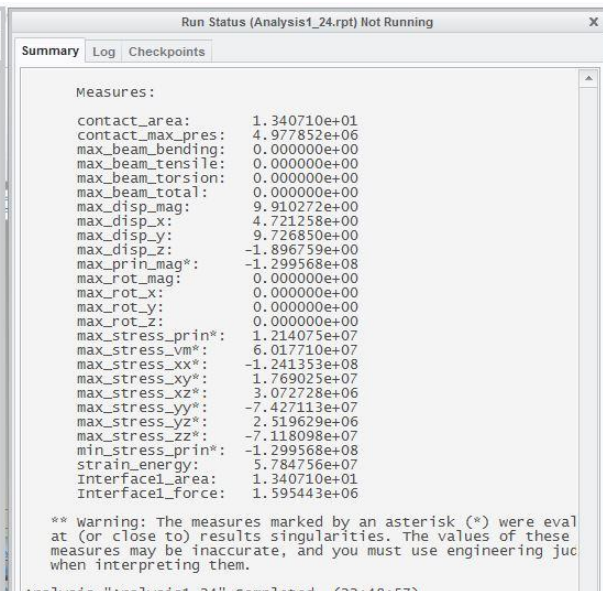 Run Status (Analysis1_24.rpt) Not Running X
Summary Log Checkpoints
Measures:
contact_area: 1.340710e+01
contact_max_pres: 4.977852e+06
max_beam_bending: 0.000000e+00
max_beam_tensile: 0.000000e+00
max_beam_torsion: 0.000000e+00
max_beam_total: 0.000000e+00
max_disp_mag: 9.910272e+00
max_disp_x: 4.721258e+00
max_disp_y: 9.726850e+00
max_disp_z: -1.896759e+00
max_prin_mag*: -1.299568e+08
max_rot_mag: 0.000000e+00
max_rot_x: 0.000000e+00
max_rot_y: 0.000000e+00
max_rot_z: 0.000000e+00
max_stress_prin*: 1.214075e+07
max_stress_vm*: 6.017710e+07
max_stress_xx*: -1.241353e+08
max_stress_xy*: 1.769025e+07
max_stress_xz*: 3.072728e+06
max_stress_yy*: -7.427113e+07
max_stress_yz*: 2.519629e+06
max_stress_zz*: -7.118098e+07
min_stress_prin*: -1.299568e+08
strain_energy: 5.784756e+07
Interface1_area: 1.340710e+01
Interface1_force: 1.595443e+06
** Warning: The measures marked by an asterisk (*) were eval
at (or close to) results singularities. The values of these
measures may be inaccurate, and you must use engineering jud
when interpreting them.